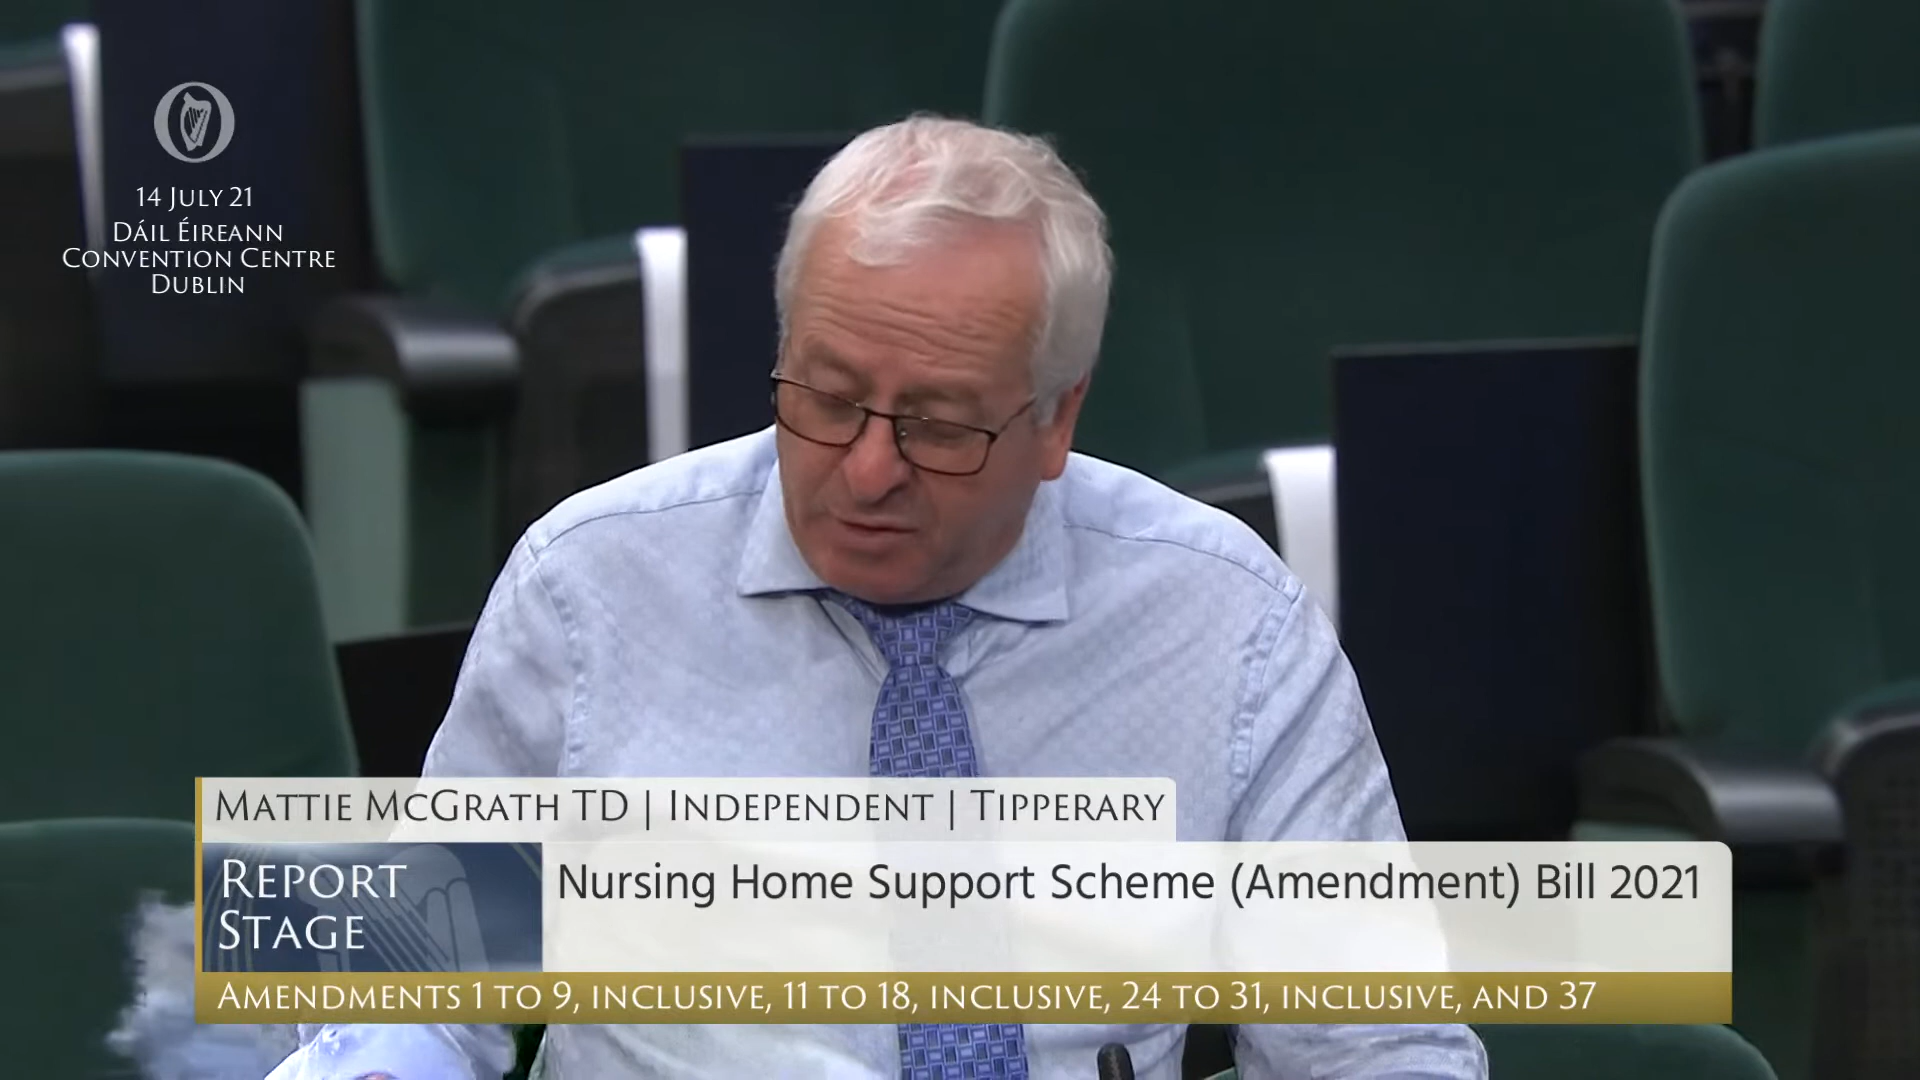 14 July 21
Dáil Éireann
Convention Centre
Dublin
Mattie McGrath TD | Independent | Tipperary
Report
Stage
Nursing Home Support Scheme (Amendment) Bill 2021
Amendments 1 to 9, inclusive, 11 to 18, inclusive, 24 to 31, inclusive, and 37